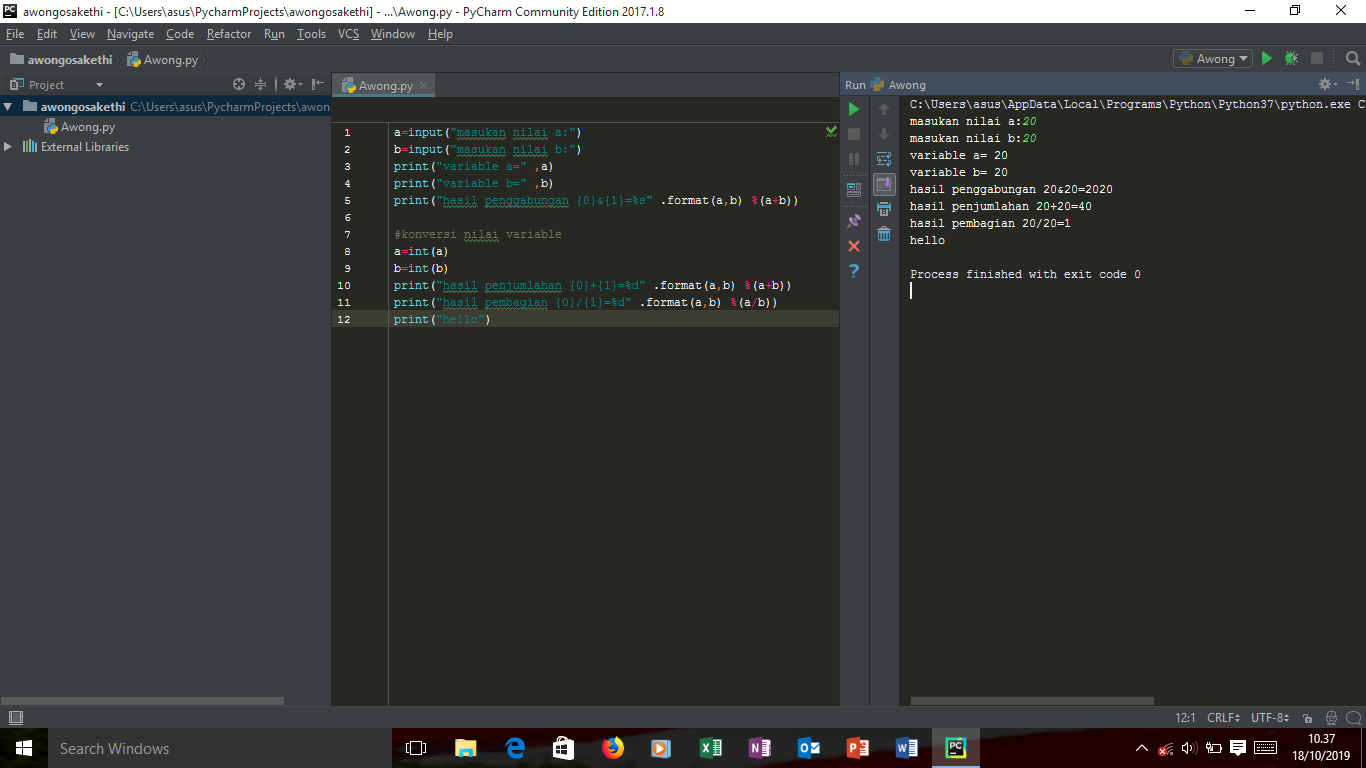 awongosakethi - [C:\Users\asus\PycharmProjects\awongosakethi] - ...\Awong.py - PyCharm Community Edition 2017.1.8
File Edit View Navigate Code Refactor Run Tools VCS Window Help
awongosakethi Awong.py Awong
Project
Awong.py
Run Awong
awongosakethi C:\Users\asus\PycharmProjects\awon
Awong.py
External Libraries
1 a=input("masukan nilai a:")
2 b=input("masukan nilai b:")
3 print("variable a=" ,a)
4 print("variable b=" ,b)
5 print("hasil penggabungan {0}&{1}=%s" .format(a,b) %(a+b))
6
7 #konversi nilai variable
8 a=int(a)
9 b=int(b)
10 print("hasil penjumlahan {0}+{1}=%d" .format(a,b) %(a+b))
11 print("hasil pembagian {0}/{1}=%d" .format(a,b) %(a/b))
12 print("hello")
C:\Users\asus\AppData\Local\Programs\Python\Python37\python.exe C
masukan nilai a:20
masukan nilai b:20
variable a= 20
variable b= 20
hasil penggabungan 20&20=2020
hasil penjumlahan 20+20=40
hasil pembagian 20/20=1
hello
Process finished with exit code 0
12:1 CRLF UTF-8
Search Windows
10.37
18/10/2019